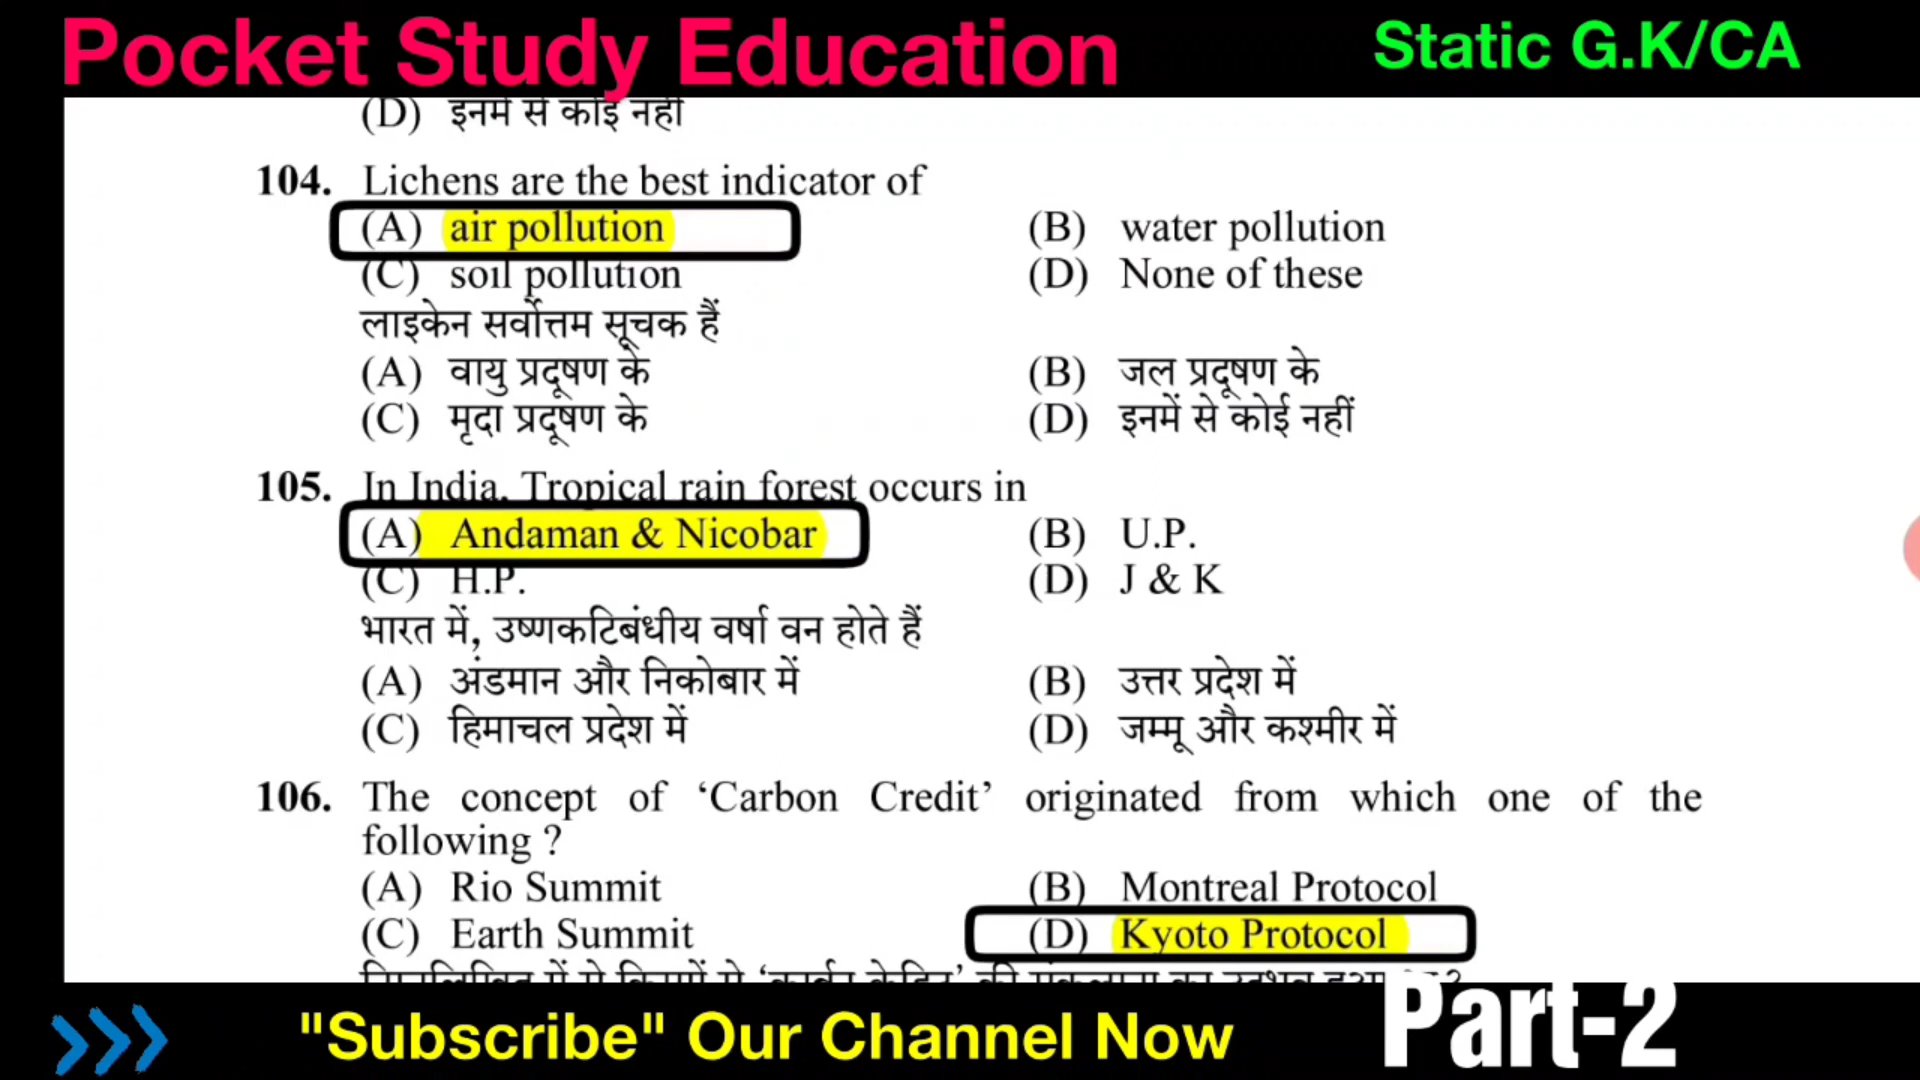 Pocket Study Education
Static G.K/CA
(D) इनमें से कोई नहीं
104. Lichens are the best indicator of
(A) air pollution (B) water pollution
(C) soil pollution (D) None of these
लाइकेन सर्वोत्तम सूचक हैं
(A) वायु प्रदूषण के (B) जल प्रदूषण के
(C) मृदा प्रदूषण के (D) इनमें से कोई नहीं
105. In India, Tropical rain forest occurs in
(A) Andaman & Nicobar (B) U.P.
(C) H.P. (D) J & K
भारत में, उष्णकटिबंधीय वर्षा वन होते हैं
(A) अंडमान और निकोबार में (B) उत्तर प्रदेश में
(C) हिमाचल प्रदेश में (D) जम्मू और कश्मीर में
106. The concept of ‘Carbon Credit’ originated from which one of the
following ?
(A) Rio Summit (B) Montreal Protocol
(C) Earth Summit (D) Kyoto Protocol
"Subscribe" Our Channel Now
Part-2